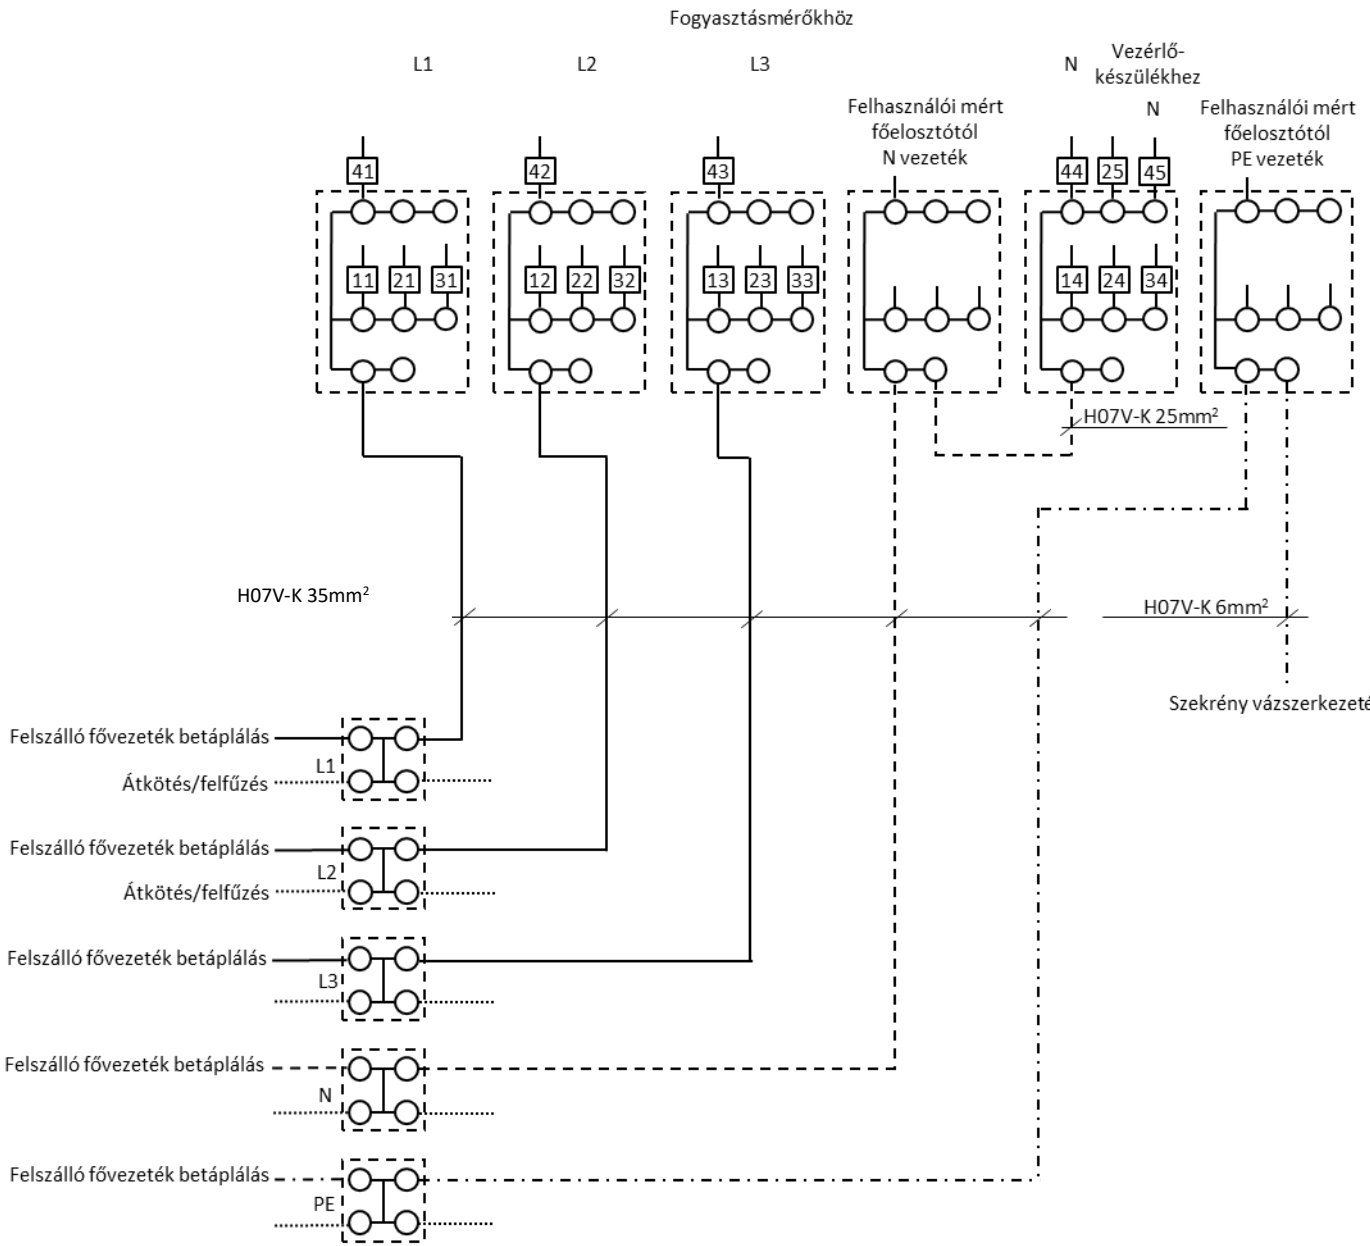 Fogyasztásmérőkhöz
L1
L2
L3
N
Vezérlő-
készülékhez
N
Felhasználói mért
főelosztótól
N vezeték
Felhasználói mért
főelosztótól
PE vezeték
41
42
43
44
25
45
11
21
31
12
22
32
13
23
33
14
24
34
H07V-K 25mm²
H07V-K 35mm²
H07V-K 6mm²
Szekrény vázszerkezeté
Felszálló fővezeték betáplálás
L1
Átkötés/felfűzés
Felszálló fővezeték betáplálás
L2
Átkötés/felfűzés
Felszálló fővezeték betáplálás
L3
Felszálló fővezeték betáplálás
N
Felszálló fővezeték betáplálás
PE